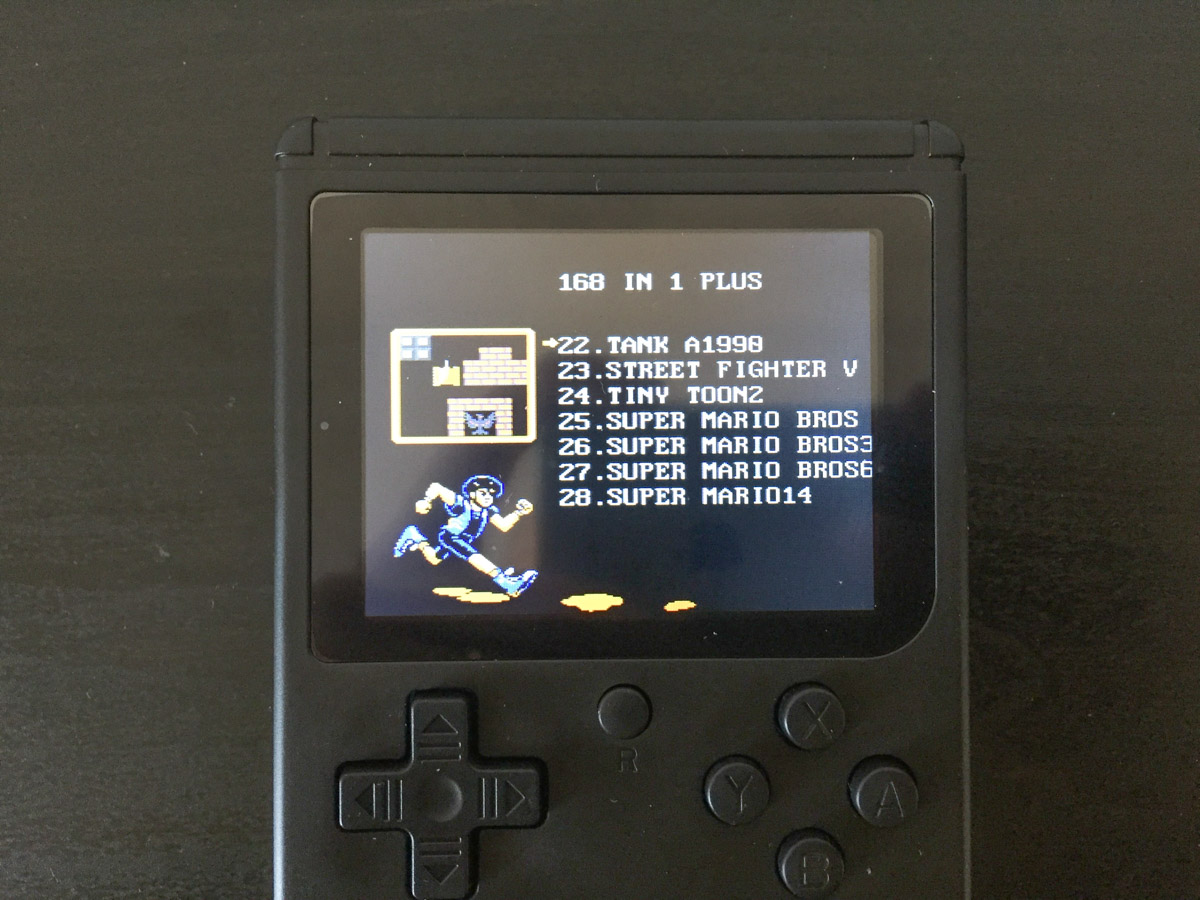 168 IN 1 PLUS
22.TANK A1990
23.STREET FIGHTER V
24.TINY TOON2
25.SUPER MARIO BROS
26.SUPER MARIO BROS3
27.SUPER MARIO BROS6
28.SUPER MARIO14
R
X
Y
A
B